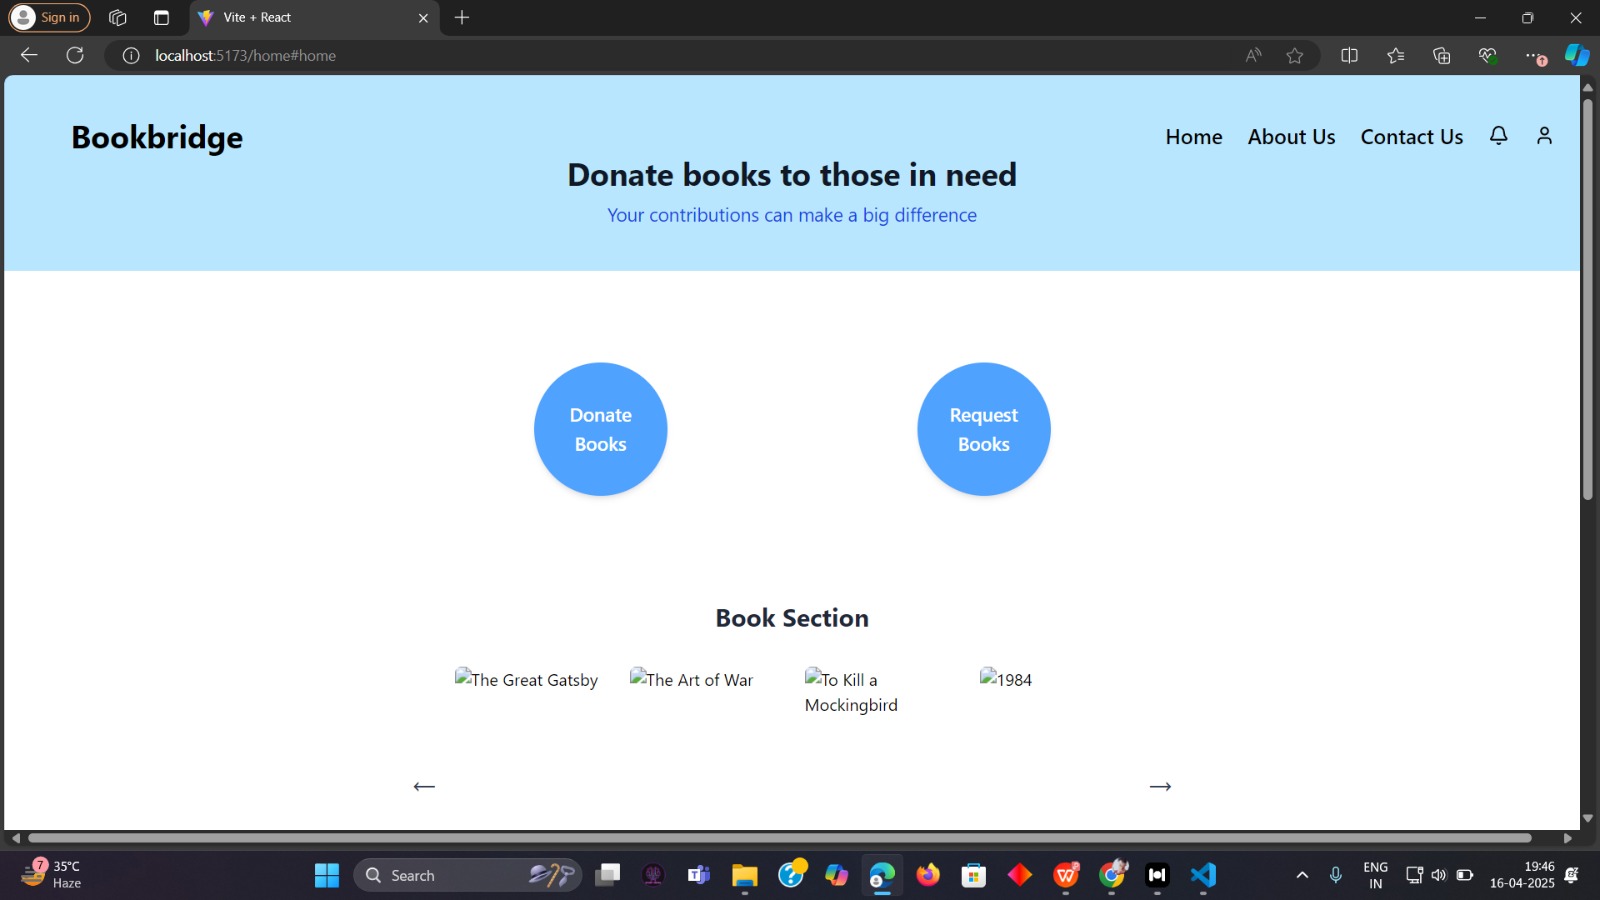 Sign in
Vite + React
localhost:5173/home#home
Bookbridge
Home About Us Contact Us
Donate books to those in need
Your contributions can make a big difference
Donate
Books
Request
Books
Book Section
The Great Gatsby
The Art of War
To Kill a
Mockingbird
1984
7
35°C
Haze
Search
ENG
IN
19:46
16-04-2025